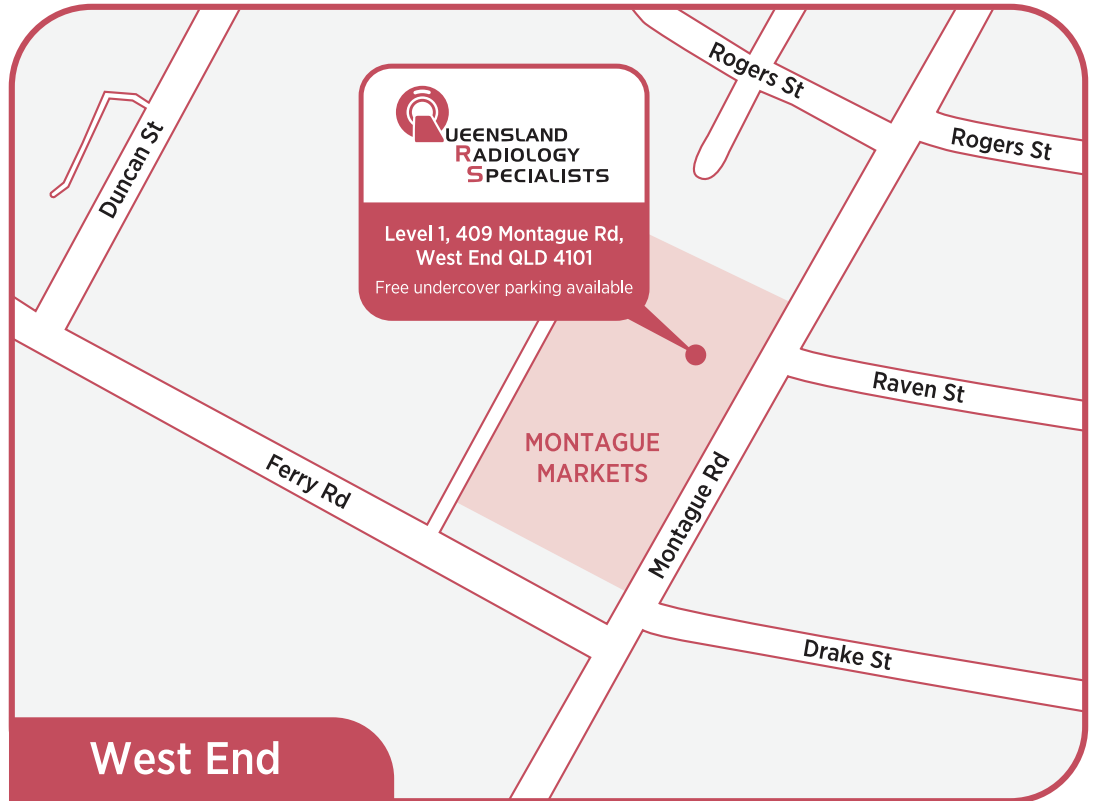 Rogers St
Rogers St
Duncan St
QUEENSLAND
RADIOLOGY
SPECIALISTS
Level 1, 409 Montague Rd,
West End QLD 4101
Free undercover parking available
Raven St
MONTAGUE
MARKETS
Ferry Rd
Montague Rd
Drake St
West End